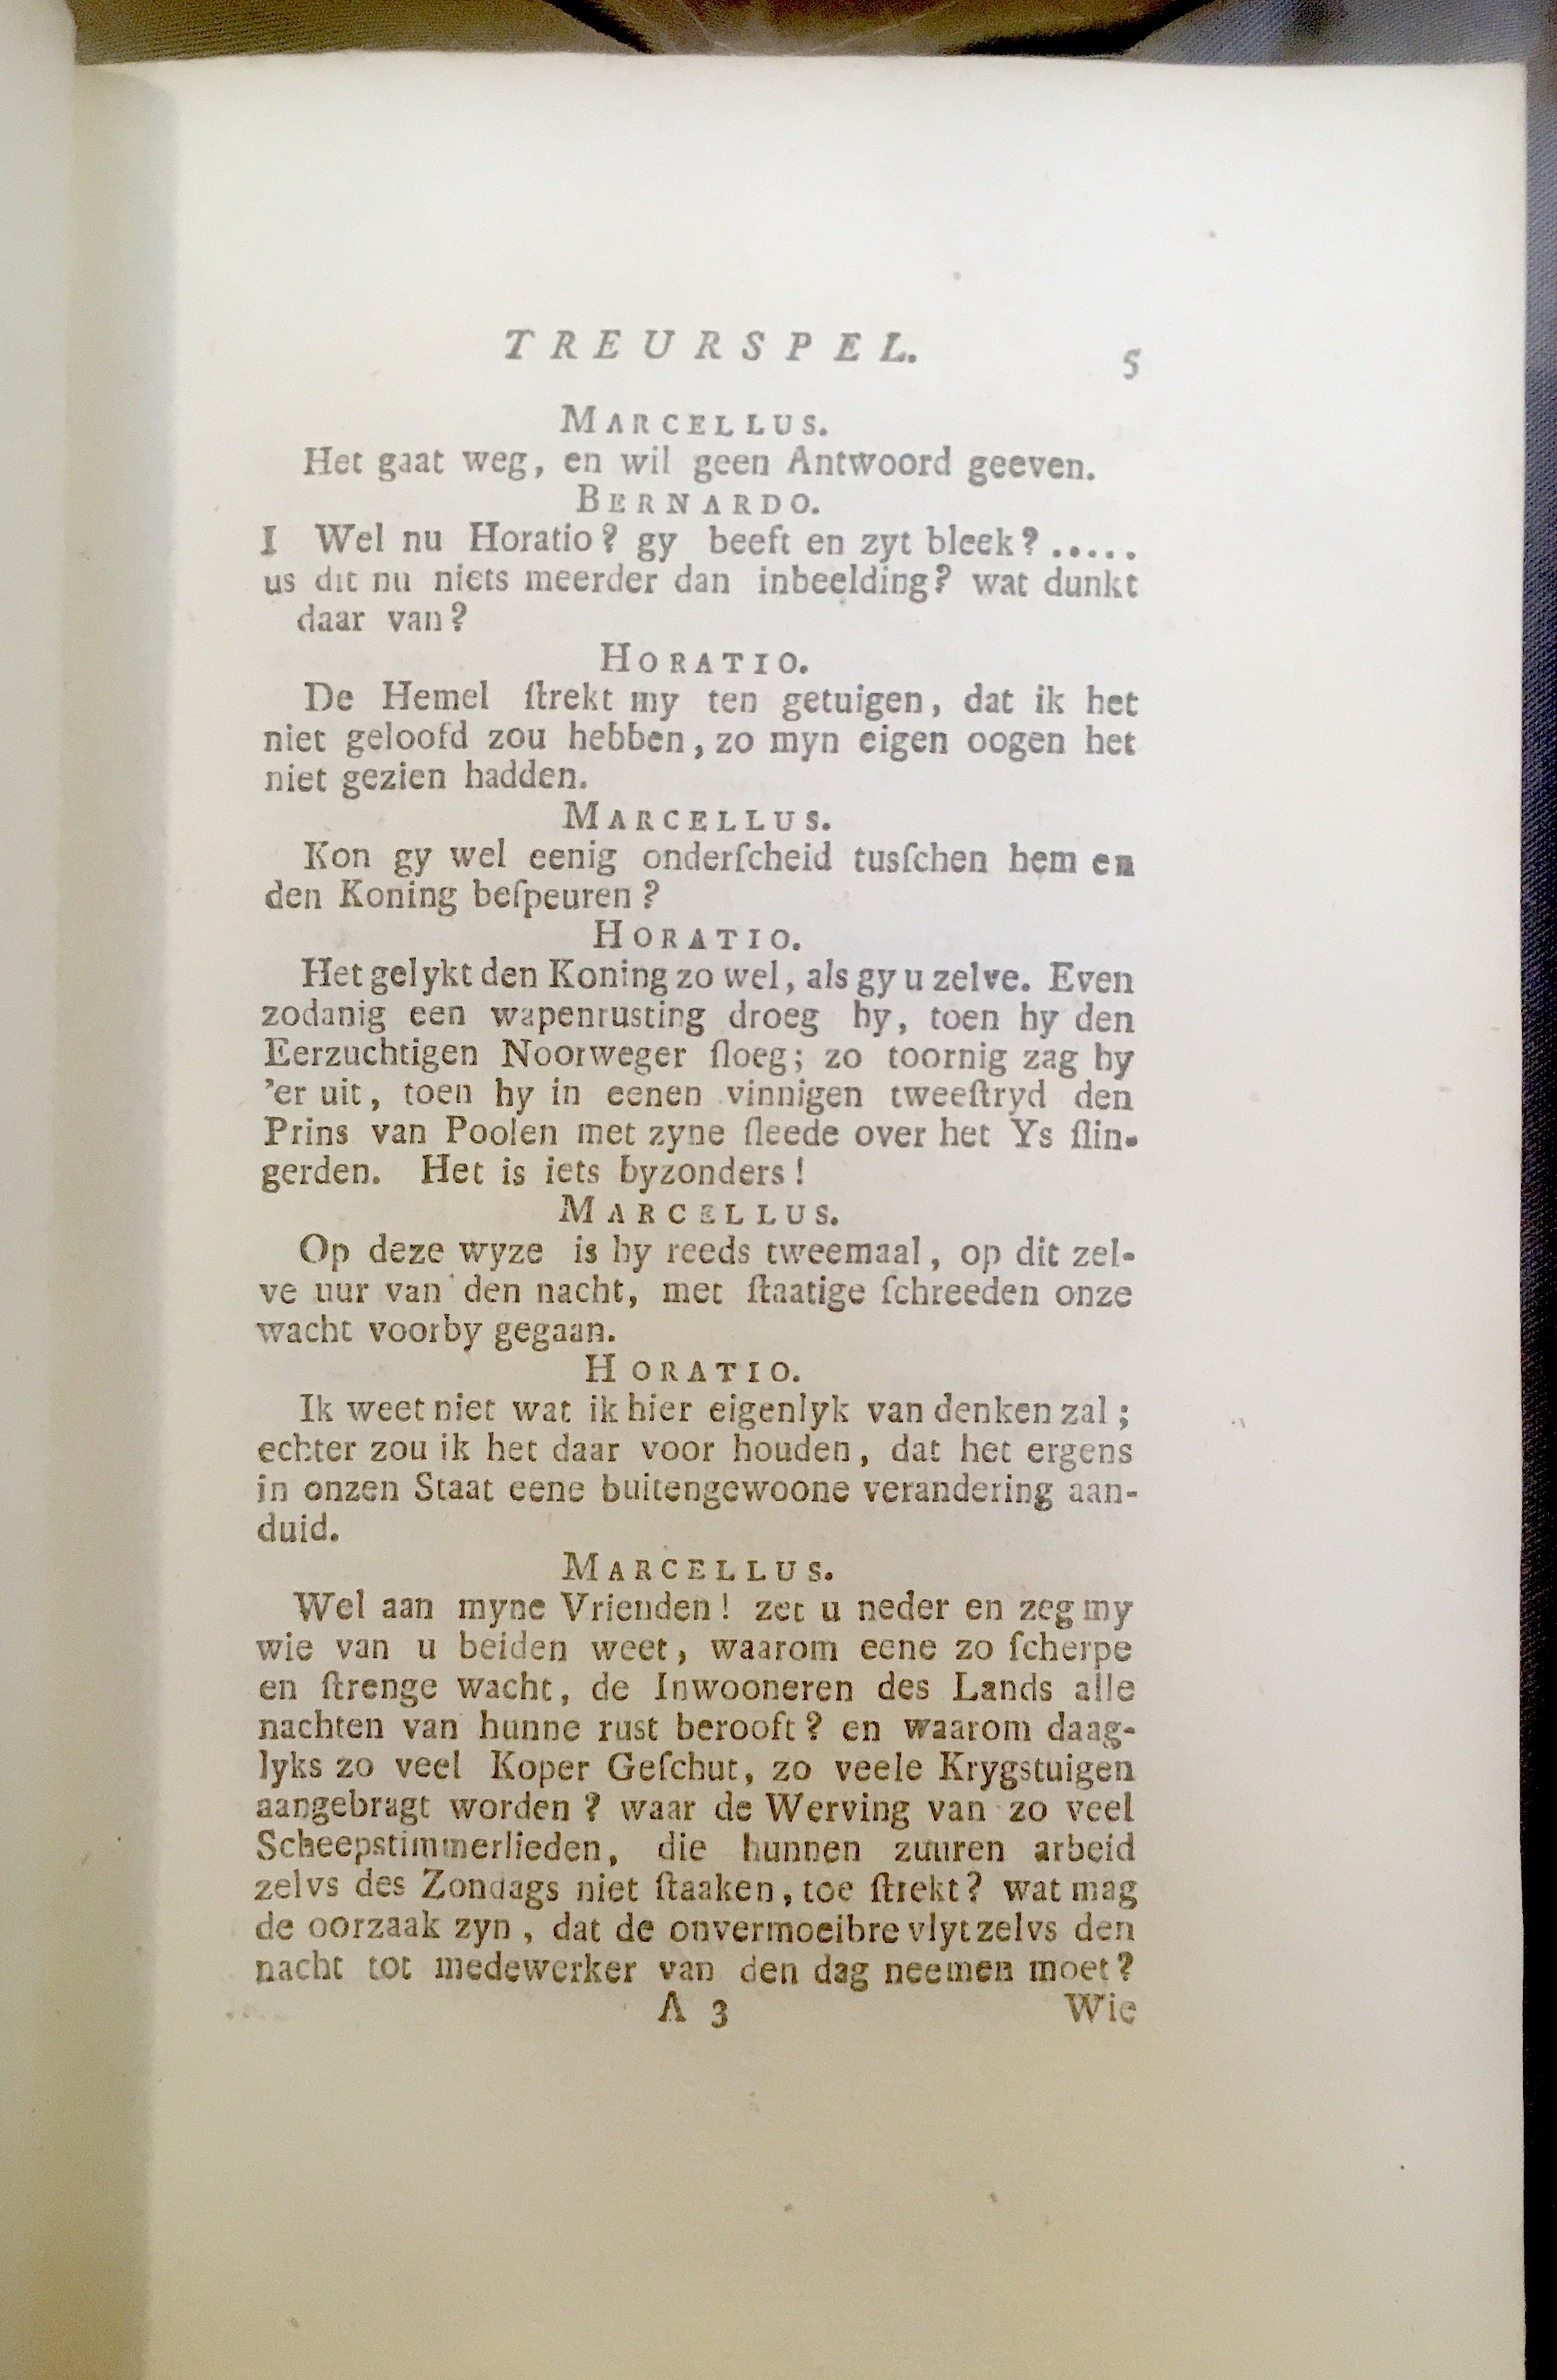 TREURSPEL. 5
MARCELLUS.
Het gaat weg, en wil geen Antwoord geeven.
BERNARDO.
I Wel nu Horatio? gy beeft en zyt bleek? .....
us dit nu niets meerder dan inbeelding? wat dunkt
daar van?
HORATIO.
De Hemel ſtrekt my ten getuigen, dat ik het
niet geloofd zou hebben, zo myn eigen oogen het
niet gezien hadden.
MARCELLUS.
Kon gy wel eenig onderſcheid tusſchen hem en
den Koning beſpeuren?
HORATIO.
Het gelykt den Koning zo wel, als gy u zelve. Even
zodanig een wapenrusting droeg hy, toen hy den
Eerzuchtigen Noorweger ſloeg; zo toornig zag hy
'er uit, toen hy in eenen vinnigen tweeſtryd den
Prins van Poolen met zyne ſleede over het Ys ſlin-
gerden. Het is iets byzonders!
MARCELLUS.
Op deze wyze is hy reeds tweemaal, op dit zel-
ve uur van den nacht, met ſtaatige ſchreeden onze
wacht voorby gegaan.
HORATIO.
Ik weet niet wat ik hier eigenlyk van denken zal;
echter zou ik het daar voor houden, dat het ergens
in onzen Staat eene buitengewoone verandering aan-
duid.
MARCELLUS.
Wel aan myne Vrienden! zet u neder en zeg my
wie van u beiden weet, waarom eene zo ſcherpe
en ſtrenge wacht, de Inwooneren des Lands alle
nachten van hunne rust berooft? en waarom daag-
lyks zo veel Koper Geſchut, zo veele Krygstuigen
aangebragt worden? waar de Werving van zo veel
Scheepstimmerlieden, die hunnen zuuren arbeid
zelvs des Zondags niet ſtaaken, toe ſtrekt? wat mag
de oorzaak zyn, dat de onvermoeibre vlyt zelvs den
nacht tot medewerker van den dag neemen moet?
A 3 Wie